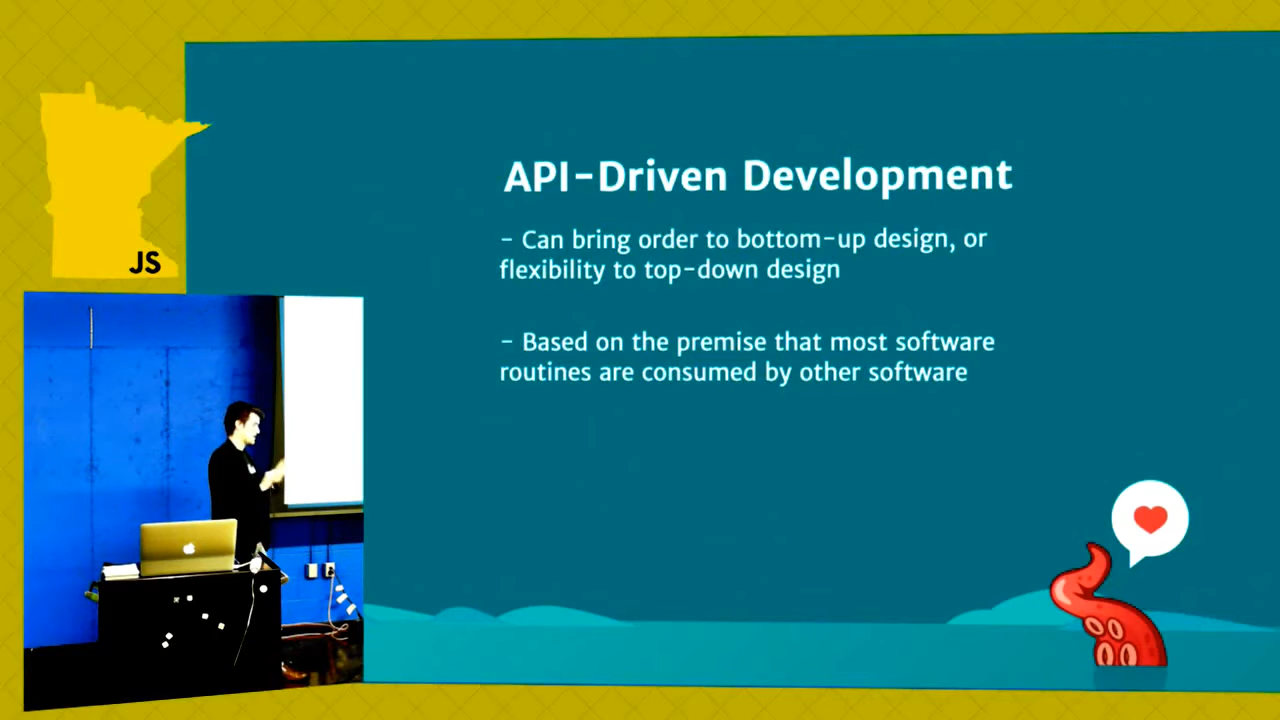 API-Driven Development
- Can bring order to bottom-up design, or
flexibility to top-down design
- Based on the premise that most software
routines are consumed by other software
JS